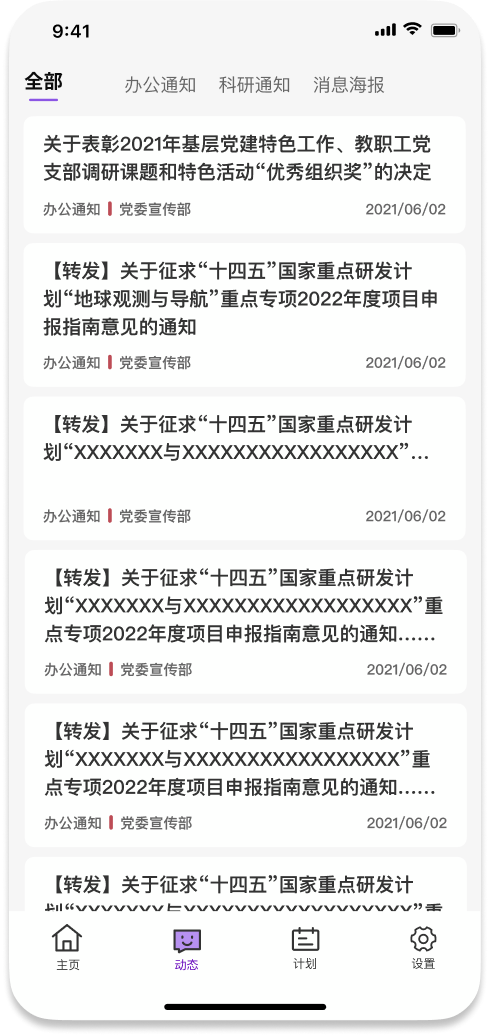 9:41
全部 办公通知 科研通知 消息海报
关于表彰2021年基层党建特色工作、教职工党
支部调研课题和特色活动“优秀组织奖”的决定
办公通知 党委宣传部 2021/06/02
【转发】关于征求“十四五”国家重点研发计
划“地球观测与导航”重点专项2022年度项目申
报指南意见的通知
办公通知 党委宣传部 2021/06/02
【转发】关于征求“十四五”国家重点研发计
划“XXXXXXX与XXXXXXXXXXXXXXXXX”...
办公通知 党委宣传部 2021/06/02
【转发】关于征求“十四五”国家重点研发计
划“XXXXXXX与XXXXXXXXXXXXXXXXXX”重
点专项2022年度项目申报指南意见的通知......
办公通知 党委宣传部 2021/06/02
【转发】关于征求“十四五”国家重点研发计
划“XXXXXXX与XXXXXXXXXXXXXXXXX”重
点专项2022年度项目申报指南意见的通知......
办公通知 党委宣传部 2021/06/02
【转发】关于征求“十四五”国家重点研发计
主页 动态 计划 设置